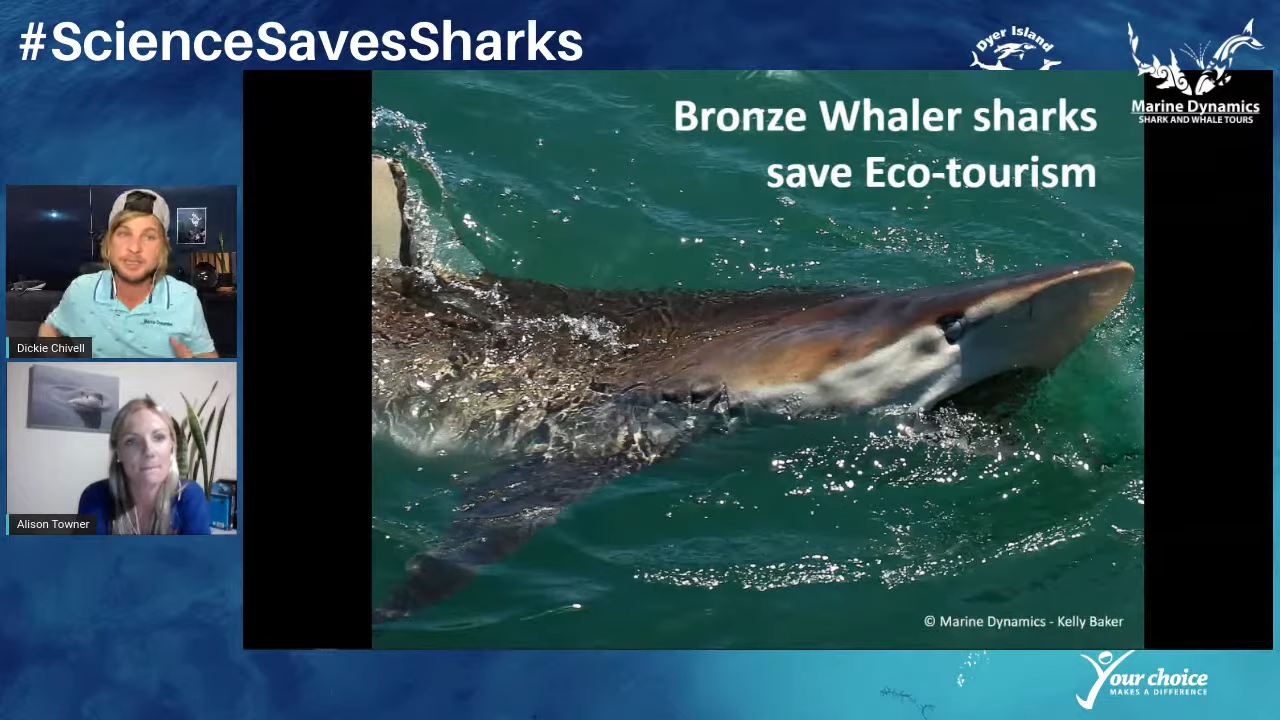 #ScienceSavesSharks
Dyer Island
Marine Dynamics
SHARK AND WHALE TOURS
Bronze Whaler sharks
save Eco-tourism
Dickie Chivell
Alison Towner
© Marine Dynamics - Kelly Baker
Your choice
MAKES A DIFFERENCE